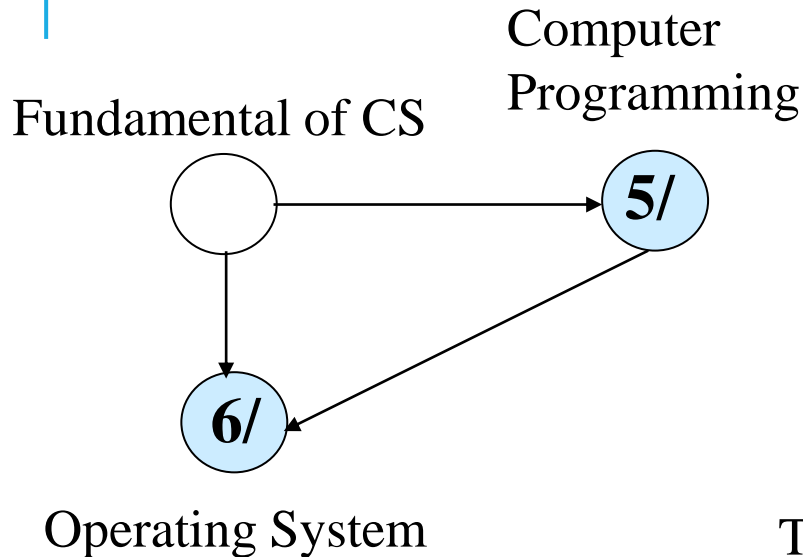 Computer
Programming
Fundamental of CS
5/
6/
Operating System
T